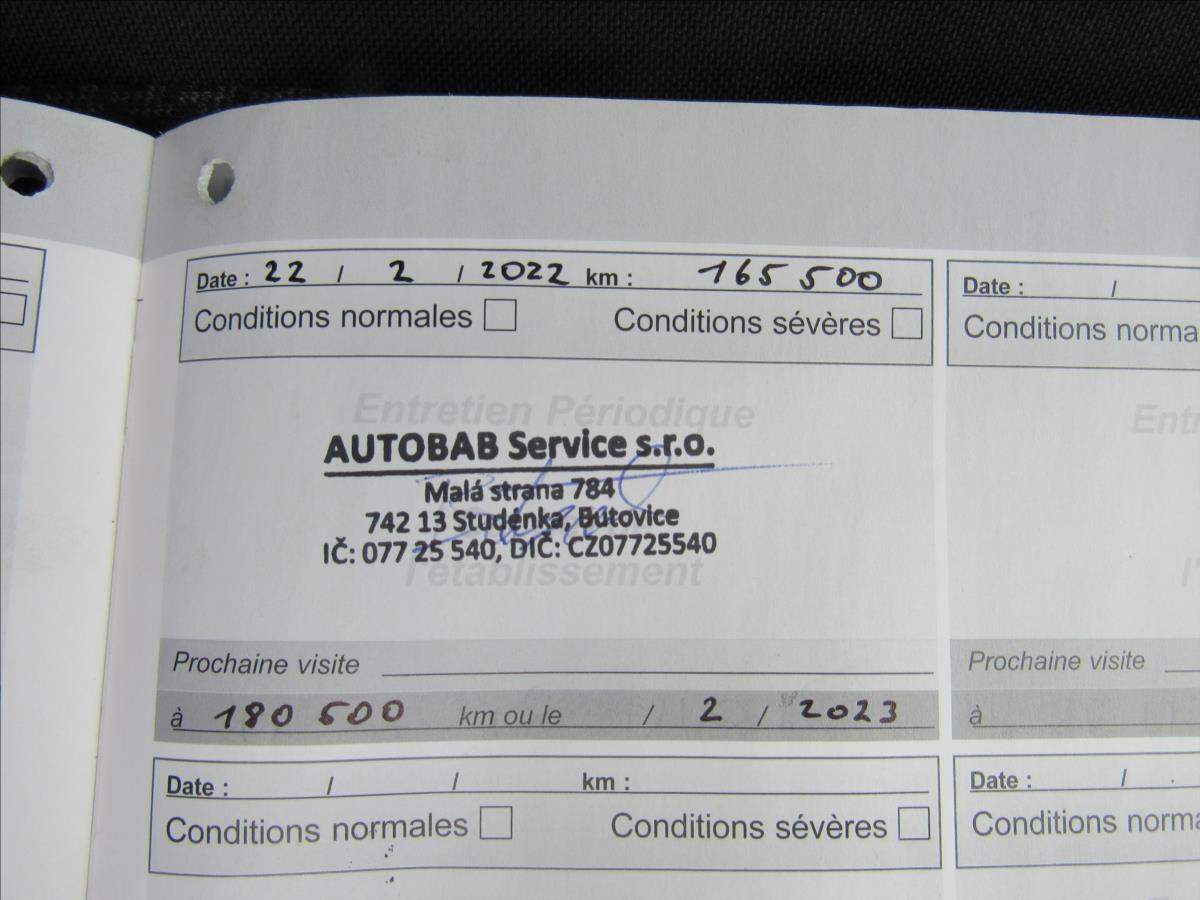 Date : 22 / 2 / 2022 km : 165 500
Conditions normales Conditions sévères
Entretien Périodique
AUTOBAB Service s.r.o.
Malá strana 784
742 13 Studénka, Butovice
IČ: 077 25 540, DIČ: CZ07725540
l'établissement
Prochaine visite
à 180 500 km ou le / 2 / 2023
Date : / / km :
Conditions normales Conditions sévères
Date : /
Conditions norma
Entr
l'
Prochaine visite
à
Date : /
Conditions norma